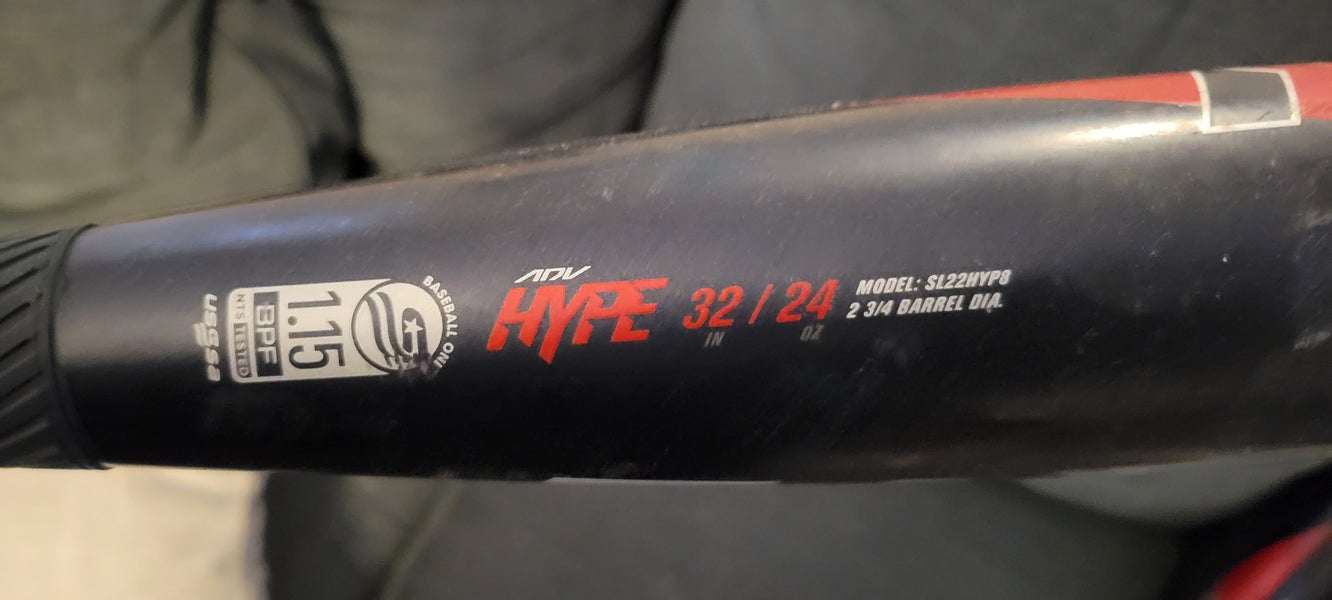 USSSA
NTS TESTED
1.15
BPF
BASEBALL ONLY
ADV
HYPE
32 / 24
IN
OZ
MODEL: SL22HYP8
2 3/4 BARREL DIA.